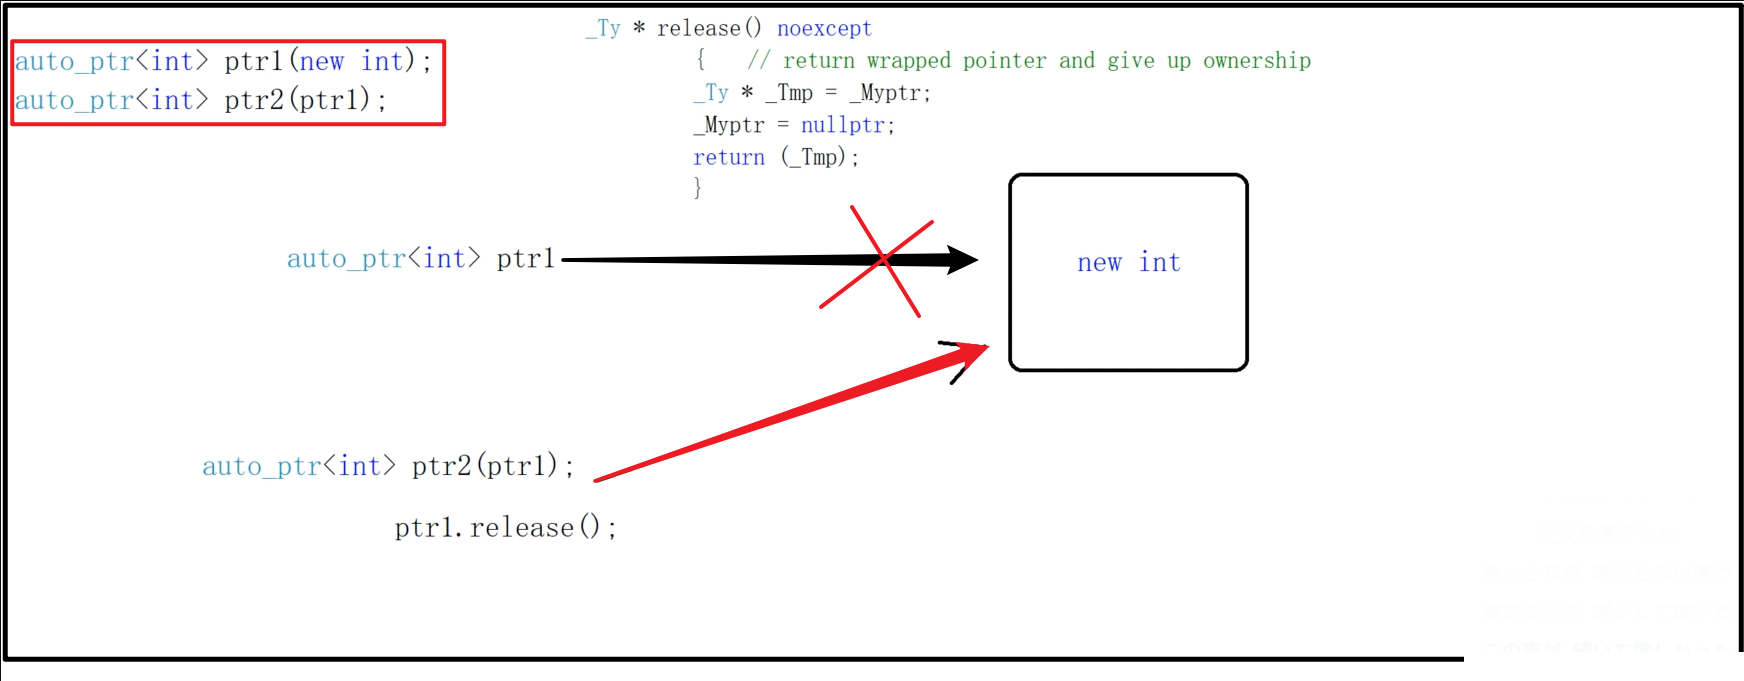 auto_ptr<int> ptr1(new int);
auto_ptr<int> ptr2(ptr1);
_Ty * release() noexcept
{ // return wrapped pointer and give up ownership
_Ty * _Tmp = _Myptr;
_Myptr = nullptr;
return (_Tmp);
}
auto_ptr<int> ptr1
new int
auto_ptr<int> ptr2(ptr1);
ptr1.release();